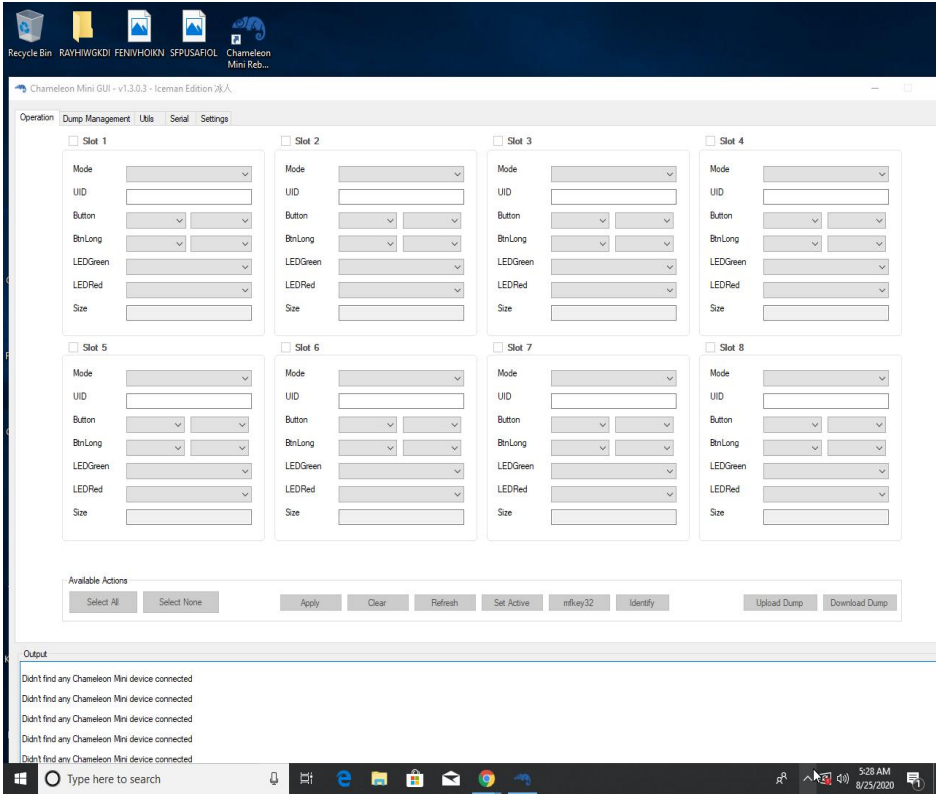 Recycle Bin RAYHIWGKDI FENIVHOIKN SFPUSAFIOL Chameleon
Mini Reb...
Chameleon Mini GUI - v1.3.0.3 - Iceman Edition 冰人
Operation Dump Management Utils Serial Settings
Slot 1 Slot 2 Slot 3 Slot 4
Mode Mode Mode Mode
UID UID UID UID
Button Button Button Button
BtnLong BtnLong BtnLong BtnLong
LEDGreen LEDGreen LEDGreen LEDGreen
LEDRed LEDRed LEDRed LEDRed
Size Size Size Size
Slot 5 Slot 6 Slot 7 Slot 8
Mode Mode Mode Mode
UID UID UID UID
Button Button Button Button
BtnLong BtnLong BtnLong BtnLong
LEDGreen LEDGreen LEDGreen LEDGreen
LEDRed LEDRed LEDRed LEDRed
Size Size Size Size
Available Actions
Select All Select None Apply Clear Refresh Set Active mfkey32 Identify Upload Dump Download Dump
Output
Didn't find any Chameleon Mini device connected
Didn't find any Chameleon Mini device connected
Didn't find any Chameleon Mini device connected
Didn't find any Chameleon Mini device connected
Didn't find any Chameleon Mini device connected
Type here to search 5:28 AM
8/25/2020